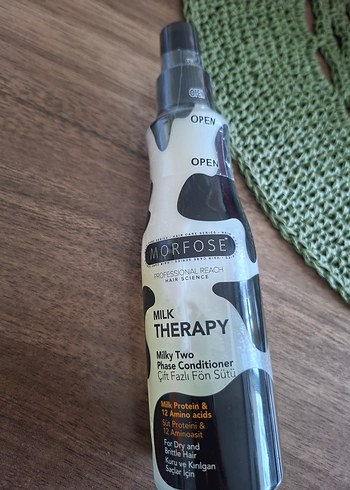 OPEN
OPEN
MORFOSE
PROFESSIONAL REACH
HAIR SCIENCE
MILK
THERAPY
Milky Two
Phase Conditioner
Çift Fazlı Fön Sütü
Milk Protein &
12 Amino acids
Süt Proteini &
12 Aminoasit
For Dry and
Brittle Hair
Kuru ve Kırılgan
Saçlar İçin